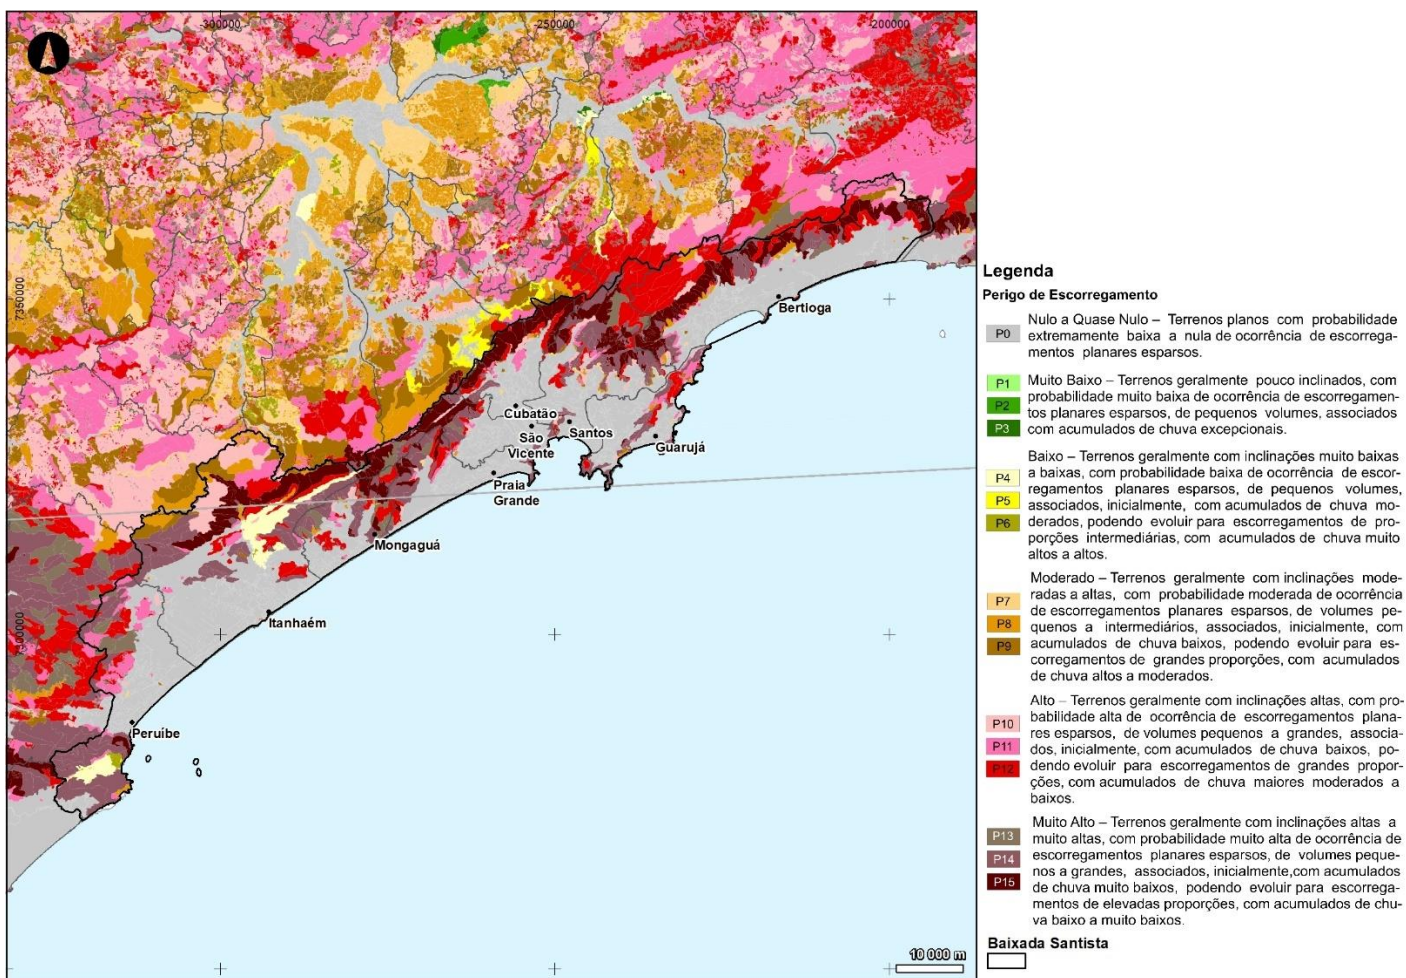 -300000
-250000
-200000
7350000
7300000
Bertioga
Cubatão
São
Vicente
Santos
Guarujá
Praia
Grande
Mongaguá
Itanhaém
Peruíbe
10 000 m
Legenda
Perigo de Escorregamento
P0
Nulo a Quase Nulo – Terrenos planos com probabilidade
extremamente baixa a nula de ocorrência de escorrega-
mentos planares esparsos.
P1
P2
P3
Muito Baixo – Terrenos geralmente pouco inclinados, com
probabilidade muito baixa de ocorrência de escorregamen-
tos planares esparsos, de pequenos volumes, associados
com acumulados de chuva excepcionais.
P4
P5
P6
Baixo – Terrenos geralmente com inclinações muito baixas
a baixas, com probabilidade baixa de ocorrência de escor-
regamentos planares esparsos, de pequenos volumes,
associados, inicialmente, com acumulados de chuva mo-
derados, podendo evoluir para escorregamentos de pro-
porções intermediárias, com acumulados de chuva muito
altos a altos.
P7
P8
P9
Moderado – Terrenos geralmente com inclinações mode-
radas a altas, com probabilidade moderada de ocorrência
de escorregamentos planares esparsos, de volumes pe-
quenos a intermediários, associados, inicialmente, com
acumulados de chuva baixos, podendo evoluir para es-
corregamentos de grandes proporções, com acumulados
de chuva altos a moderados.
P10
P11
P12
Alto – Terrenos geralmente com inclinações altas, com pro-
babilidade alta de ocorrência de escorregamentos plana-
res esparsos, de volumes pequenos a grandes, associa-
dos, inicialmente, com acumulados de chuva baixos, po-
dendo evoluir para escorregamentos de grandes propor-
ções, com acumulados de chuva maiores moderados a
baixos.
P13
P14
P15
Muito Alto – Terrenos geralmente com inclinações altas a
muito altas, com probabilidade muito alta de ocorrência de
escorregamentos planares esparsos, de volumes peque-
nos a grandes, associados, inicialmente,com acumulados
de chuva muito baixos, podendo evoluir para escorrega-
mentos de elevadas proporções, com acumulados de chu-
va baixo a muito baixos.
Baixada Santista